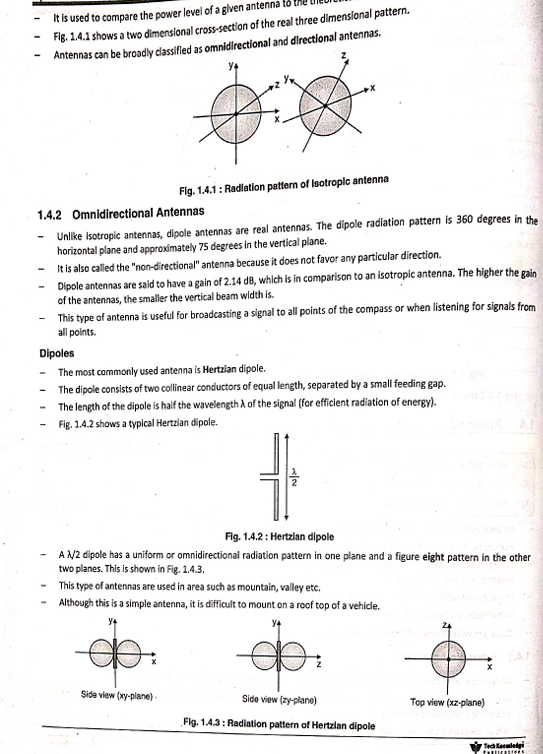 – It is used to compare the power level of a given antenna to the
– Fig. 1.4.1 shows a two dimensional cross-section of the real three dimensional pattern.
– Antennas can be broadly classified as omnidirectional and directional antennas.
y z x
z y x
Fig. 1.4.1 : Radiation pattern of Isotropic antenna
1.4.2 Omnidirectional Antennas
– Unlike isotropic antennas, dipole antennas are real antennas. The dipole radiation pattern is 360 degrees in the
horizontal plane and approximately 75 degrees in the vertical plane.
– It is also called the "non-directional" antenna because it does not favor any particular direction.
– Dipole antennas are said to have a gain of 2.14 dB, which is in comparison to an isotropic antenna. The higher the gain
of the antennas, the smaller the vertical beam width is.
– This type of antenna is useful for broadcasting a signal to all points of the compass or when listening for signals from
all points.
Dipoles
– The most commonly used antenna is Hertzian dipole.
– The dipole consists of two collinear conductors of equal length, separated by a small feeding gap.
– The length of the dipole is half the wavelength λ of the signal (for efficient radiation of energy).
– Fig. 1.4.2 shows a typical Hertzian dipole.
λ
2
Fig. 1.4.2 : Hertzian dipole
– A λ/2 dipole has a uniform or omnidirectional radiation pattern in one plane and a figure eight pattern in the other
two planes. This is shown in Fig. 1.4.3.
– This type of antennas are used in area such as mountain, valley etc.
– Although this is a simple antenna, it is difficult to mount on a roof top of a vehicle.
y x
y z
z x
Side view (xy-plane)
Side view (zy-plane)
Top view (xz-plane)
Fig. 1.4.3 : Radiation pattern of Hertzian dipole
Tech Knowledge
Publications